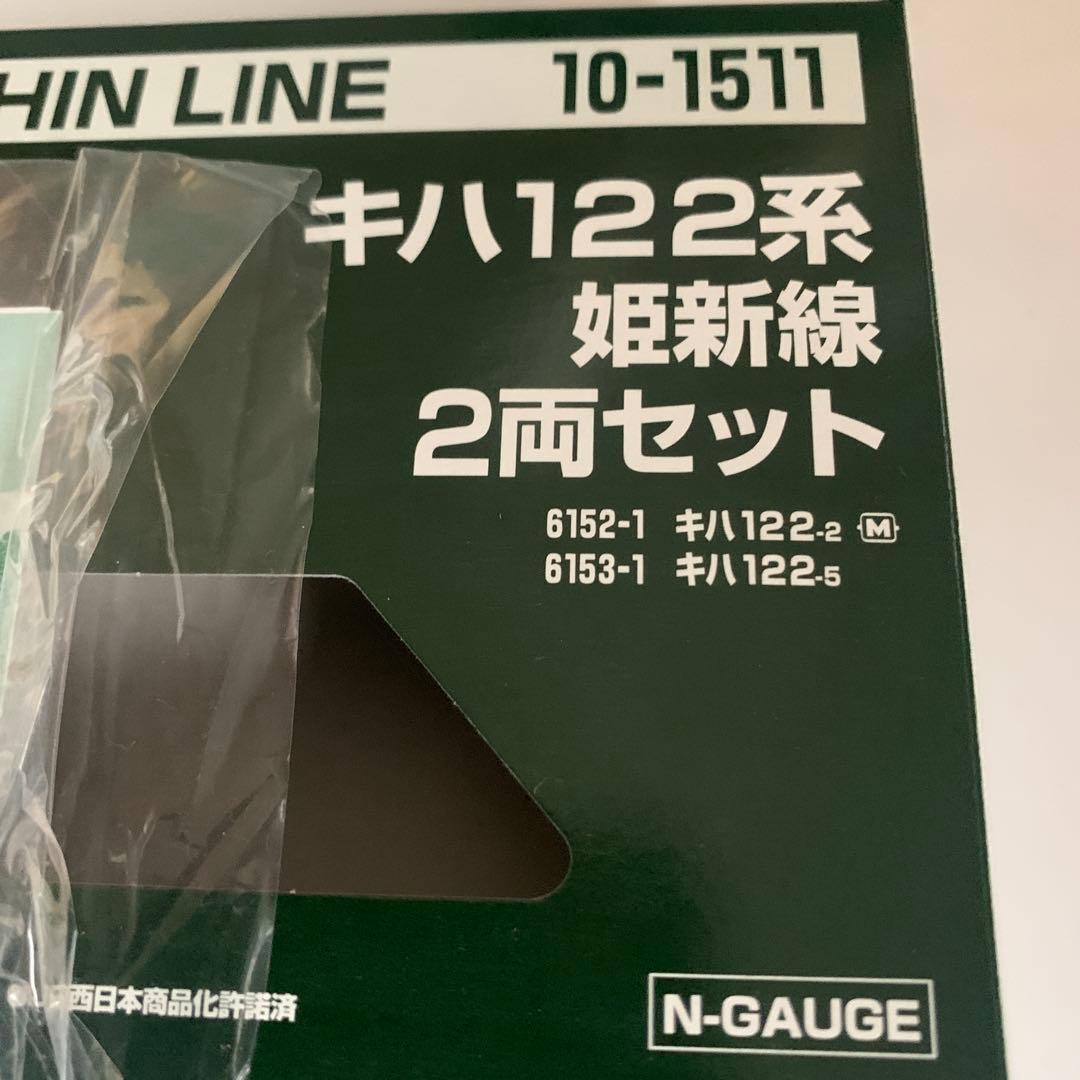 HIN LINE 10-1511
キハ122系
姫新線
2両セット
6152-1 キハ122-2 M
6153-1 キハ122-5
西日本商品化許諾済
N-GAUGE